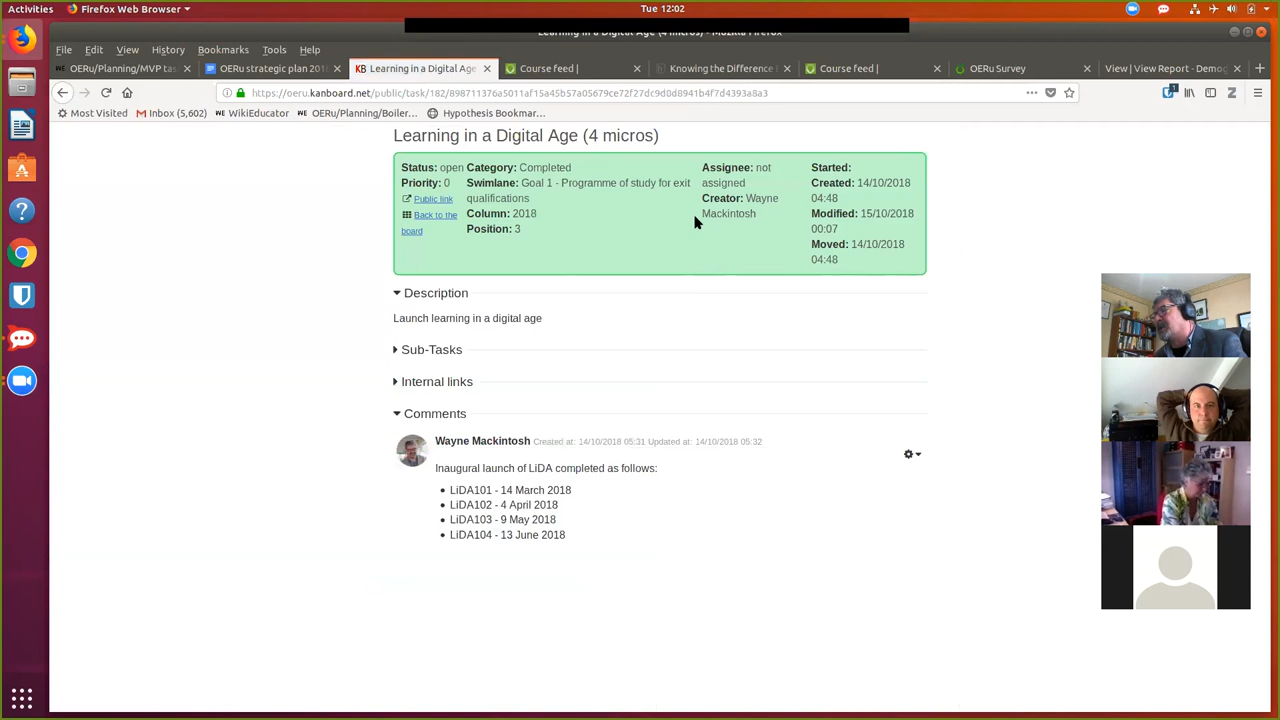 Activities Firefox Web Browser Tue 12:02
Learning in a Digital Age (4 micros) - Mozilla Firefox
File Edit View History Bookmarks Tools Help
OERu/Planning/MVP tas OERu strategic plan 201 KB Learning in a Digital Age Course feed | Knowing the Difference Course feed | OERu Survey View | View Report - Demog
https://oeru.kanboard.net/public/task/182/898711376a5011af15a45b57a05679ce72f27dc9d0d8941b4f7d4393a8a3
Most Visited Inbox (5,602) WikiEducator OERu/Planning/Boiler... Hypothesis Bookmar...
Learning in a Digital Age (4 micros)
Status: open
Priority: 0
Public link
Back to the
board
Category: Completed
Swimlane: Goal 1 - Programme of study for exit
qualifications
Column: 2018
Position: 3
Assignee: not
assigned
Creator: Wayne
Mackintosh
Started:
Created: 14/10/2018
04:48
Modified: 15/10/2018
00:07
Moved: 14/10/2018
04:48
Description
Launch learning in a digital age
Sub-Tasks
Internal links
Comments
Wayne Mackintosh Created at: 14/10/2018 05:31 Updated at: 14/10/2018 05:32
Inaugural launch of LiDA completed as follows:
LiDA101 - 14 March 2018
LiDA102 - 4 April 2018
LiDA103 - 9 May 2018
LiDA104 - 13 June 2018